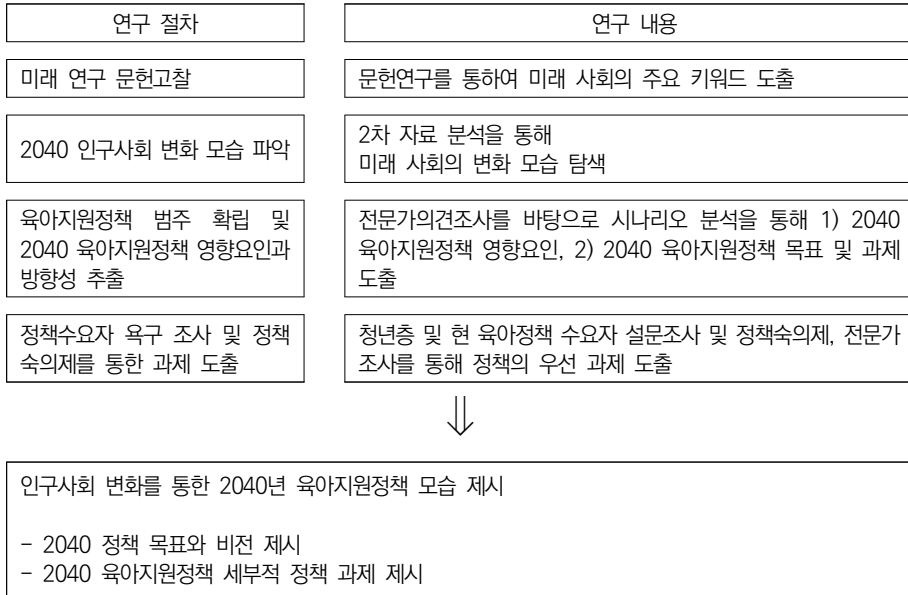 연구 절차
연구 내용
미래 연구 문헌고찰
문헌연구를 통하여 미래 사회의 주요 키워드 도출
2040 인구사회 변화 모습 파악
2차 자료 분석을 통해
미래 사회의 변화 모습 탐색
육아지원정책 범주 확립 및
2040 육아지원정책 영향요인과
방향성 추출
전문가의견조사를 바탕으로 시나리오 분석을 통해 1) 2040
육아지원정책 영향요인, 2) 2040 육아지원정책 목표 및 과제
도출
정책수요자 욕구 조사 및 정책
숙의제를 통한 과제 도출
청년층 및 현 육아정책 수요자 설문조사 및 정책숙의제, 전문가
조사를 통해 정책의 우선 과제 도출
인구사회 변화를 통한 2040년 육아지원정책 모습 제시
- 2040 정책 목표와 비전 제시
- 2040 육아지원정책 세부적 정책 과제 제시